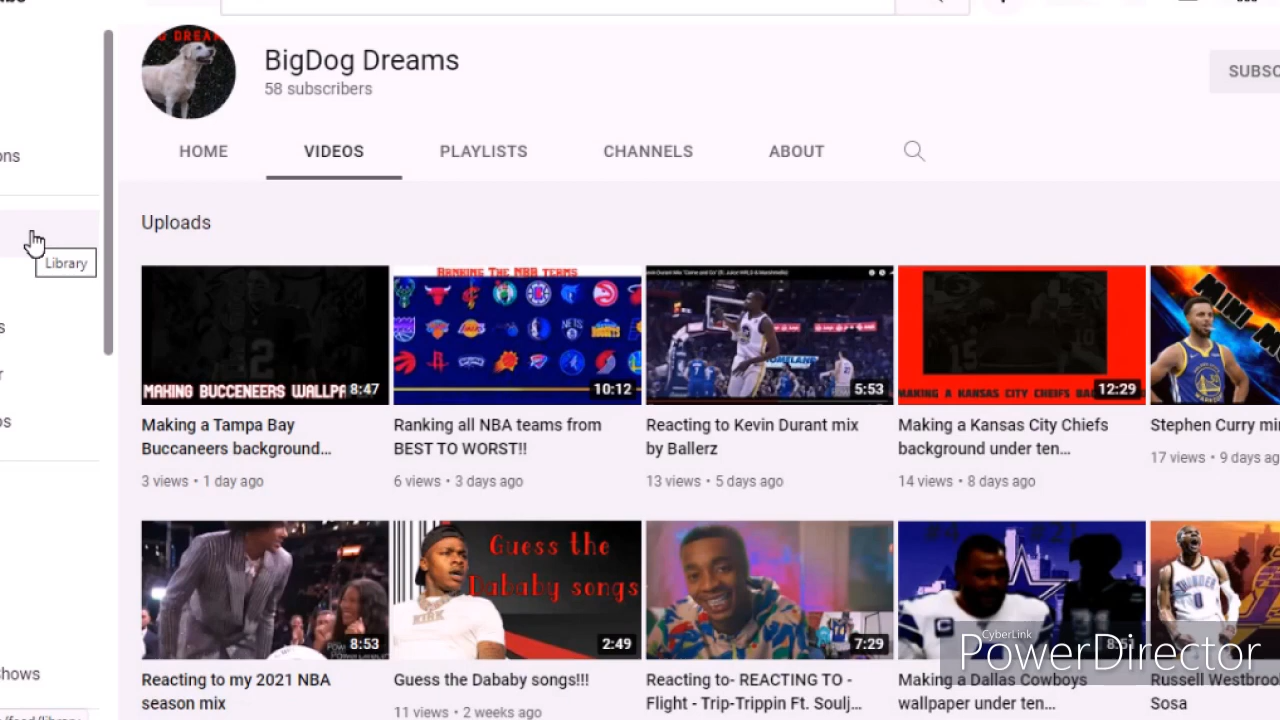 G DREAM
BigDog Dreams
58 subscribers
SUBSC
HOME
VIDEOS
PLAYLISTS
CHANNELS
ABOUT
ons
Library
Uploads
MAKING BUCCENEERS WALLPA 8:47
RANKING THE NBA TEAMS
10:12
5:53
MAKING A KANSAS CITY CHEIFS BA
12:29
MINI M
Making a Tampa Bay
Buccaneers background...
3 views • 1 day ago
Ranking all NBA teams from
BEST TO WORST!!
6 views • 3 days ago
Reacting to Kevin Durant mix
by Ballerz
13 views • 5 days ago
Making a Kansas City Chiefs
background under ten...
14 views • 8 days ago
Stephen Curry mi
17 views • 9 days ag
8:53
Guess the
Dababy songs
2:49
7:29
8:51
Reacting to my 2021 NBA
season mix
Guess the Dababy songs!!!
11 views • 2 weeks ago
Reacting to- REACTING TO -
Flight - Trip-Trippin Ft. Soulj...
Making a Dallas Cowboys
wallpaper under ten...
Russell Westbroo
Sosa
Shows
/feed/library
CyberLink
PowerDirector